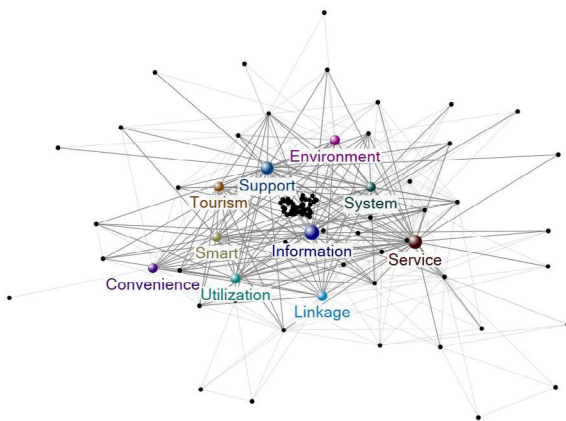 Environment
Support
Tourism
System
Smart
Information
Service
Convenience
Utilization
Linkage